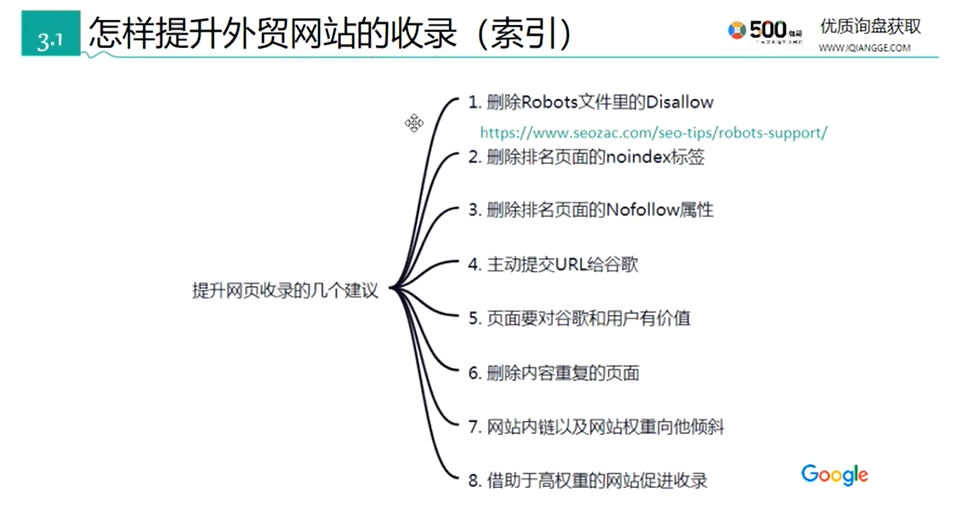 3.1
怎样提升外贸网站的收录（索引）
500强哥
优质询盘获取
WWW.IQIANGGE.COM
1. 删除Robots文件里的Disallow
https://www.seozac.com/seo-tips/robots-support/
2. 删除排名页面的noindex标签
3. 删除排名页面的Nofollow属性
4. 主动提交URL给谷歌
提升网页收录的几个建议
5. 页面要对谷歌和用户有价值
6. 删除内容重复的页面
7. 网站内链以及网站权重向他倾斜
8. 借助于高权重的网站促进收录
Google